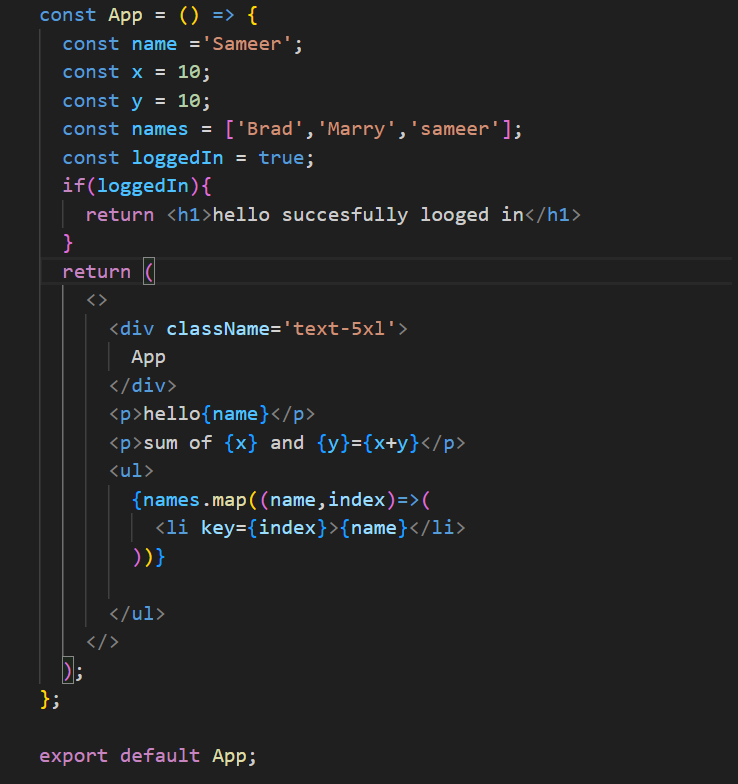 const App = () => {
  const name ='Sameer';
  const x = 10;
  const y = 10;
  const names = ['Brad','Marry','sameer'];
  const loggedIn = true;
  if(loggedIn){
    return <h1>hello succesfully looged in</h1>
  }
  return (
    <>
      <div className='text-5xl'>
        App
      </div>
      <p>hello{name}</p>
      <p>sum of {x} and {y}={x+y}</p>
      <ul>
        {names.map((name,index)=>(
          <li key={index}>{name}</li>
        ))}

      </ul>
    </>
  );
};

export default App;